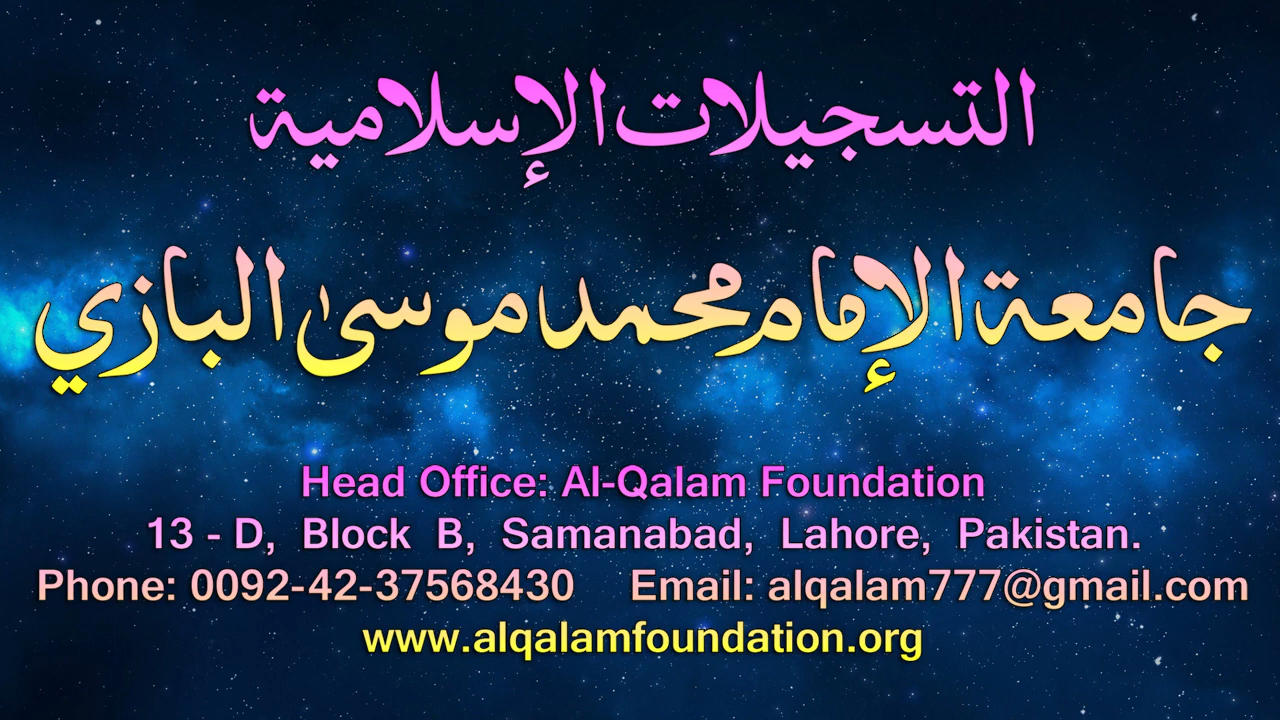 التسجيلات الإسلامية
جامعة الإمام محمد موسىٰ البازي
Head Office: Al-Qalam Foundation
13 - D, Block B, Samanabad, Lahore, Pakistan.
Phone: 0092-42-37568430 Email: alqalam777@gmail.com
www.alqalamfoundation.org